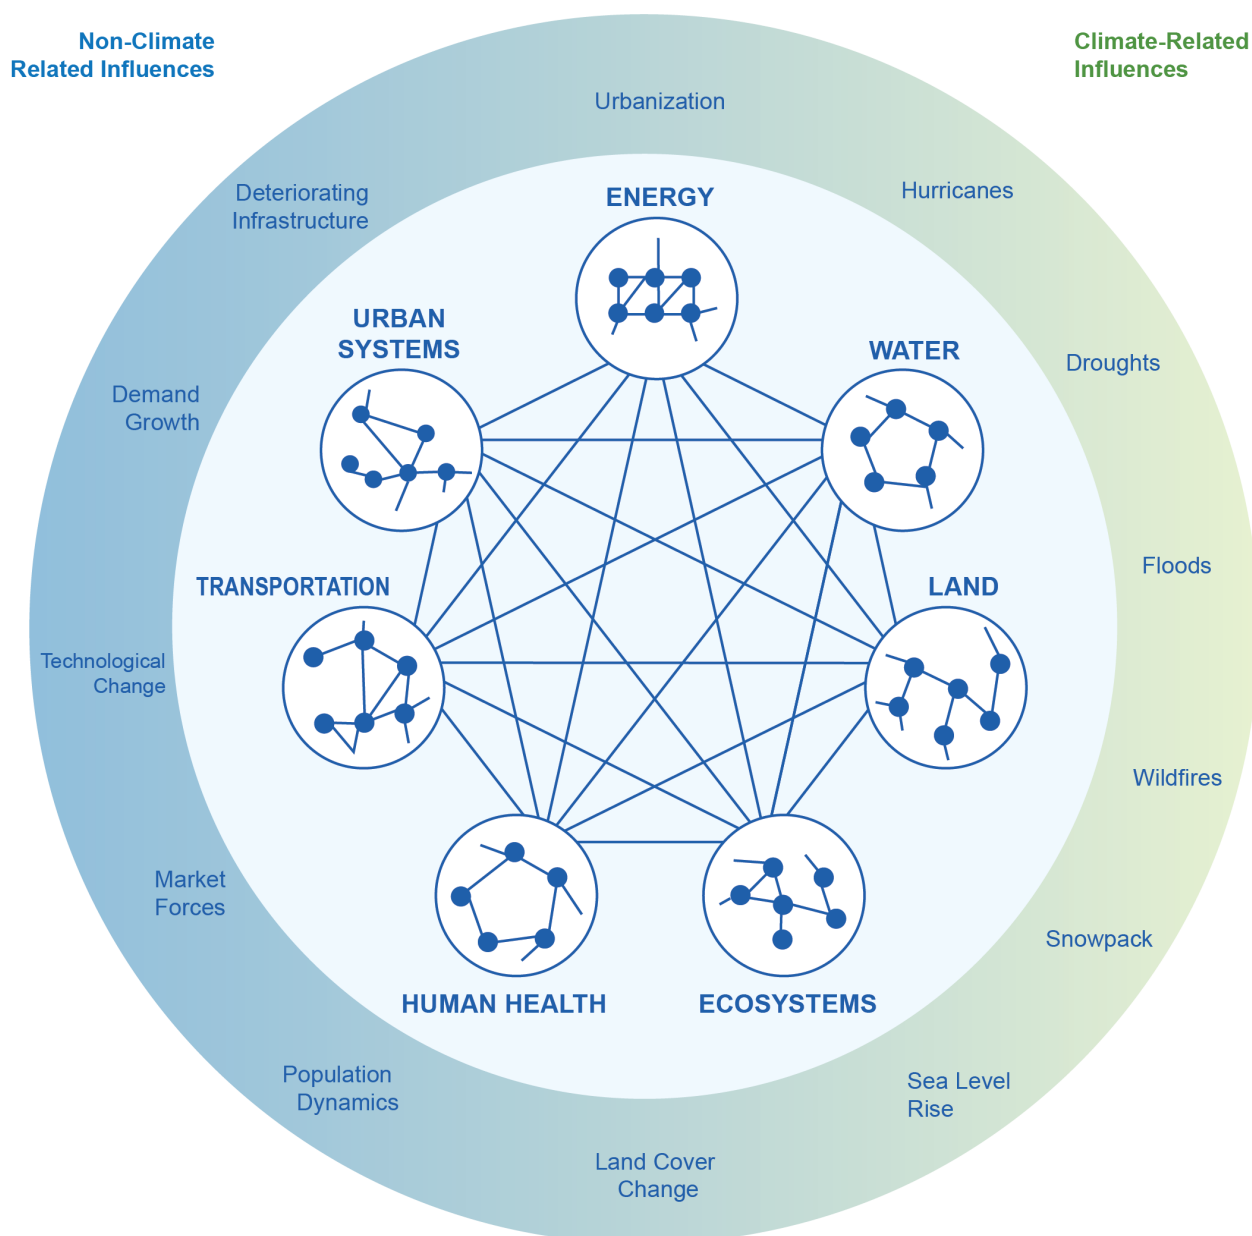 Non-Climate
Related Influences
Climate-Related
Influences
Urbanization
Deteriorating
Infrastructure
Hurricanes
ENERGY
URBAN
SYSTEMS
WATER
Droughts
Demand
Growth
Floods
TRANSPORTATION
LAND
Technological
Change
Wildfires
Market
Forces
Snowpack
HUMAN HEALTH
ECOSYSTEMS
Population
Dynamics
Sea Level
Rise
Land Cover
Change